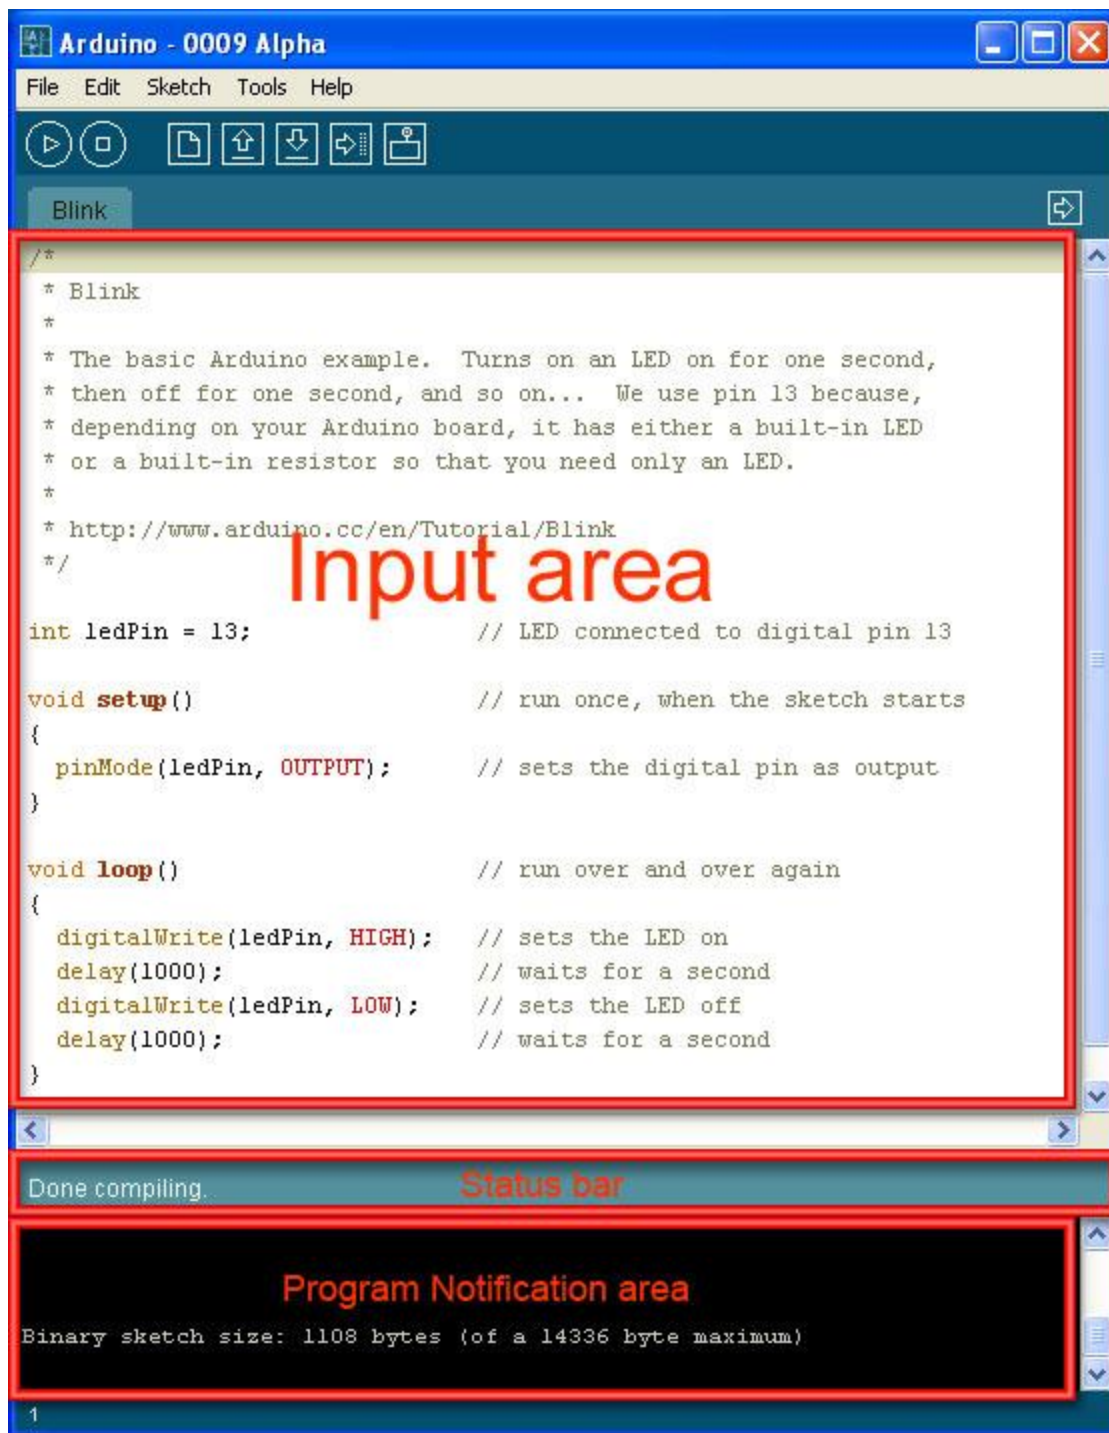 Arduino - 0009 Alpha
File Edit Sketch Tools Help
Blink
/*
 * Blink
 *
 * The basic Arduino example.  Turns on an LED on for one second,
 * then off for one second, and so on...  We use pin 13 because,
 * depending on your Arduino board, it has either a built-in LED
 * or a built-in resistor so that you need only an LED.
 *
 * http://www.arduino.cc/en/Tutorial/Blink
 */
Input area
int ledPin = 13;                // LED connected to digital pin 13
void setup()                    // run once, when the sketch starts
{
  pinMode(ledPin, OUTPUT);      // sets the digital pin as output
}
void loop()                     // run over and over again
{
  digitalWrite(ledPin, HIGH);   // sets the LED on
  delay(1000);                  // waits for a second
  digitalWrite(ledPin, LOW);    // sets the LED off
  delay(1000);                  // waits for a second
}
Done compiling. Status bar
Program Notification area
Binary sketch size: 1108 bytes (of a 14336 byte maximum)
1